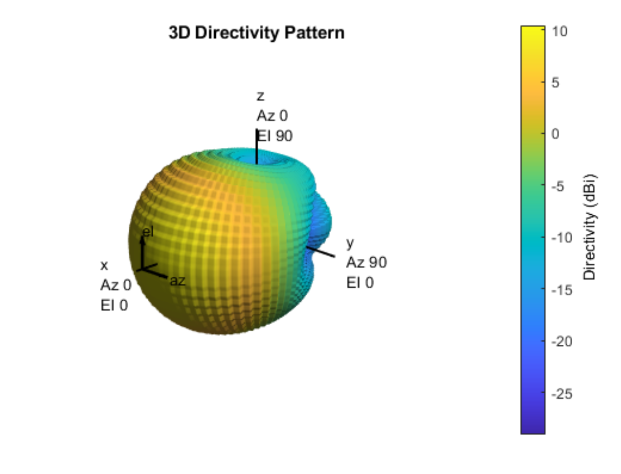 3D Directivity Pattern
z
Az 0
El 90
el
az
x
Az 0
El 0
y
Az 90
El 0
10
5
0
-5
-10
-15
-20
-25
Directivity (dBi)